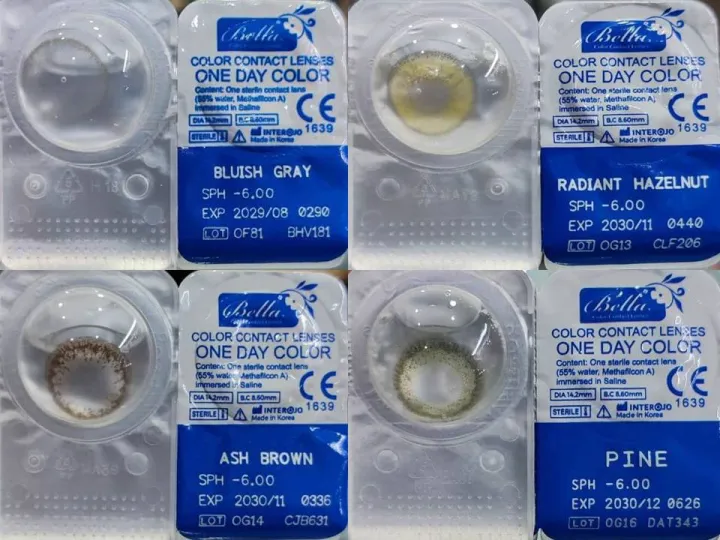 Bella
COLOR CONTACT LENSES
ONE DAY COLOR
Content: One sterile contact lens
(55% water, Methafilcon A)
immersed in Saline
DIA 14.2mm B.C 8.60mm
CE 1639
STERILE INTEROJO
Made in Korea
BLUISH GRAY
SPH -6.00
EXP 2029/08 0290
LOT OF81 BHV181
Bella
Color Contact Lenses
COLOR CONTACT LENSES
ONE DAY COLOR
Content: One sterile contact lens
(55% water, Methafilcon A)
immersed in Saline
DIA 14.2mm B.C 8.60mm
CE 1639
STERILE INTEROJO
Made in Korea
RADIANT HAZELNUT
SPH -6.00
EXP 2030/11 0440
LOT OG13 CLF206
Bella
COLOR CONTACT LENSES
ONE DAY COLOR
Content: One sterile contact lens
(55% water, Methafilcon A)
immersed in Saline
DIA 14.2mm B.C 8.60mm
CE 1639
STERILE INTEROJO
Made in Korea
ASH BROWN
SPH -6.00
EXP 2030/11 0336
LOT OG14 CJB631
Bella
Color Contact Lenses
COLOR CONTACT LENSES
ONE DAY COLOR
Content: One sterile contact lens
(55% water, Methafilcon A)
immersed in Saline
DIA 14.2mm B.C 8.60mm
CE 1639
STERILE INTEROJO
Made in Korea
PINE
SPH -6.00
EXP 2030/12 0626
LOT OG16 DAT343